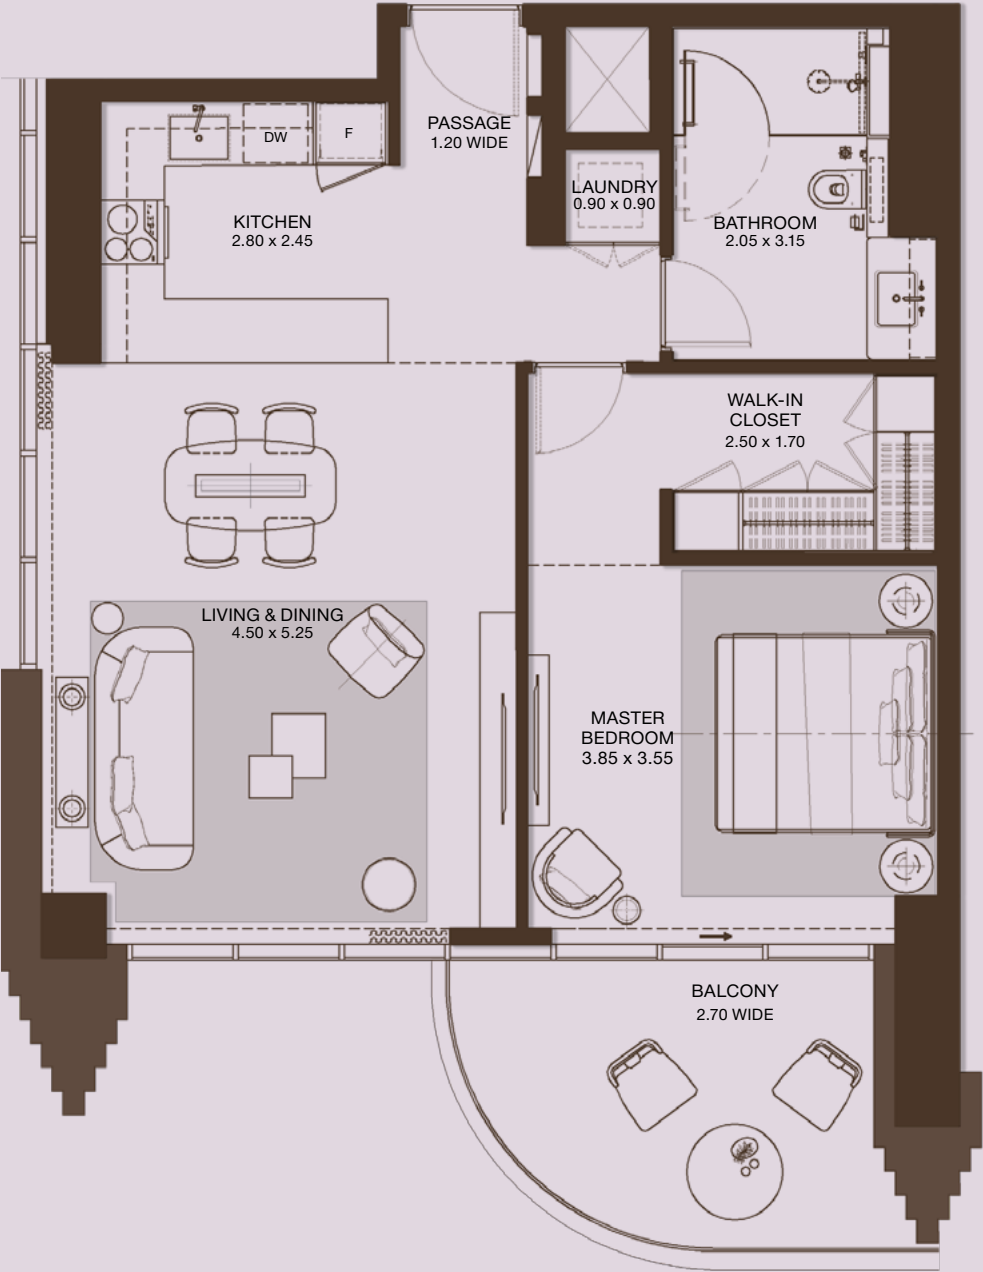 PASSAGE
1.20 WIDE
DW
F
LAUNDRY
0.90 x 0.90
KITCHEN
2.80 x 2.45
BATHROOM
2.05 x 3.15
WALK-IN
CLOSET
2.50 x 1.70
LIVING & DINING
4.50 x 5.25
MASTER
BEDROOM
3.85 x 3.55
BALCONY
2.70 WIDE